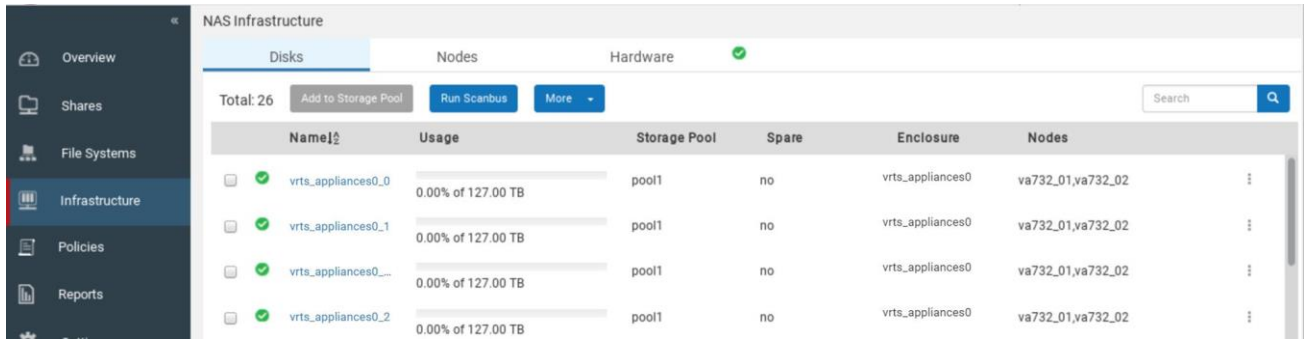 «
NAS Infrastructure
Overview
Disks Nodes Hardware
Shares
Total: 26 Add to Storage Pool Run Scanbus More Search
Name Usage Storage Pool Spare Enclosure Nodes
File Systems
vrts_appliances0_0 0.00% of 127.00 TB pool1 no vrts_appliances0 va732_01,va732_02
Infrastructure
vrts_appliances0_1 0.00% of 127.00 TB pool1 no vrts_appliances0 va732_01,va732_02
Policies
vrts_appliances0_... 0.00% of 127.00 TB pool1 no vrts_appliances0 va732_01,va732_02
Reports
vrts_appliances0_2 0.00% of 127.00 TB pool1 no vrts_appliances0 va732_01,va732_02